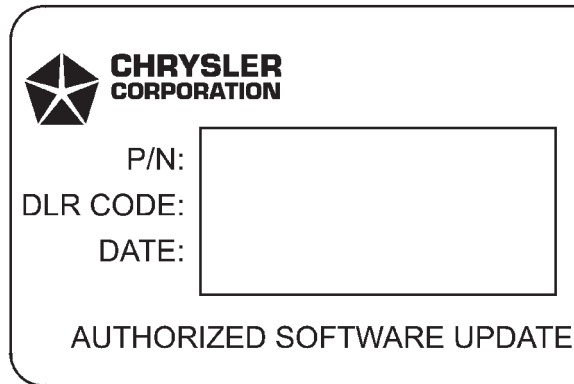 CHRYSLER
CORPORATION
P/N:
DLR CODE:
DATE:
AUTHORIZED SOFTWARE UPDATE